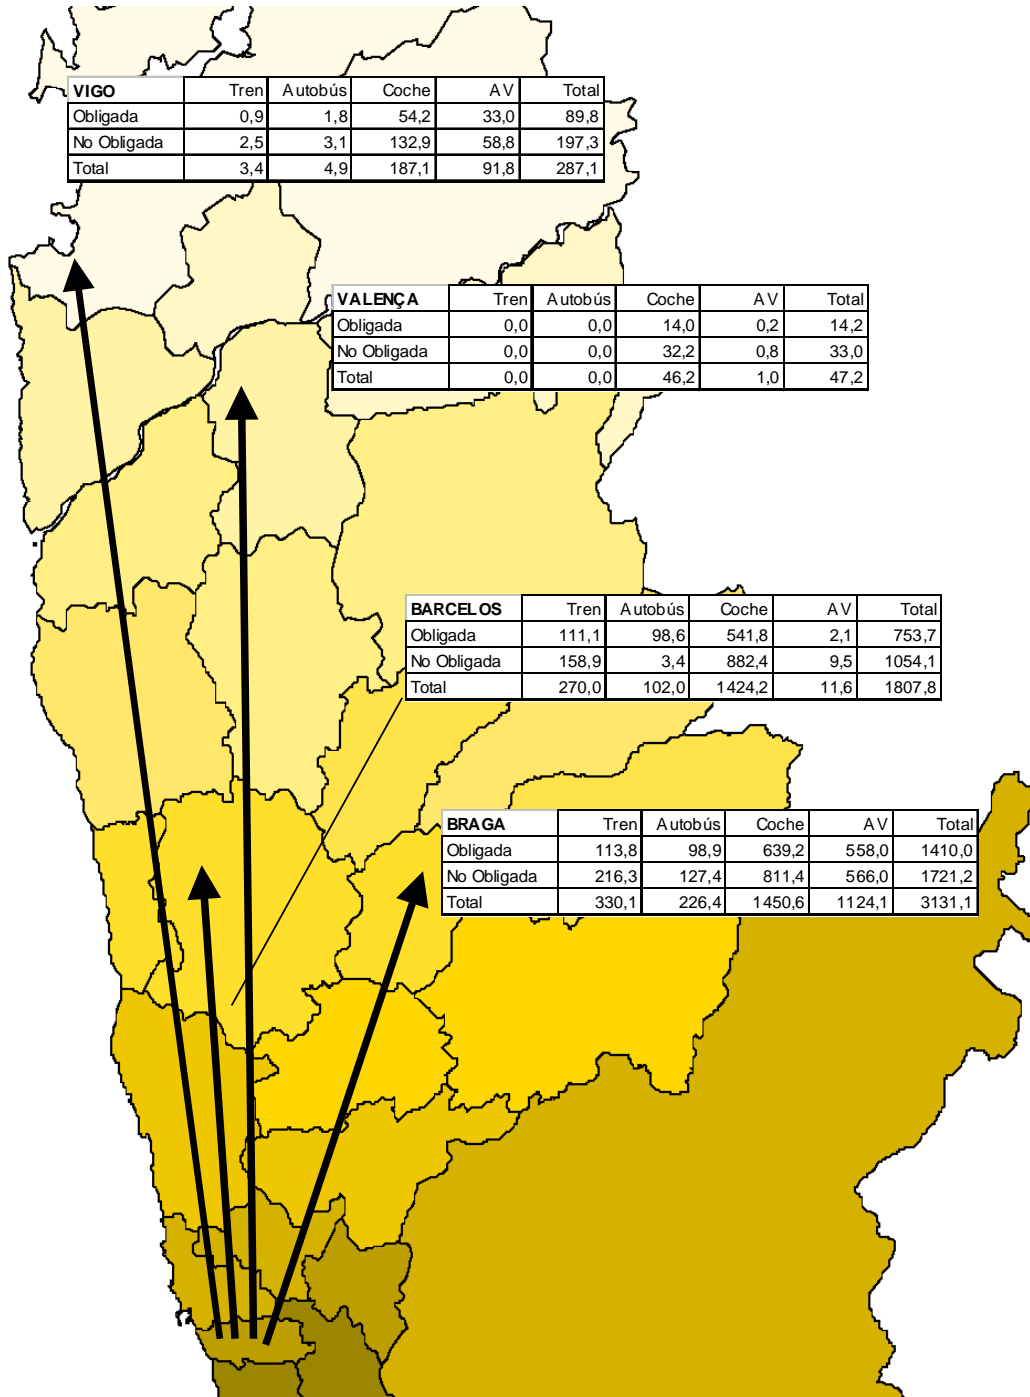 VIGO Tren Autobús Coche AV Total
Obligada 0,9 1,8 54,2 33,0 89,8
No Obligada 2,5 3,1 132,9 58,8 197,3
Total 3,4 4,9 187,1 91,8 287,1
VALENÇA Tren Autobús Coche AV Total
Obligada 0,0 0,0 14,0 0,2 14,2
No Obligada 0,0 0,0 32,2 0,8 33,0
Total 0,0 0,0 46,2 1,0 47,2
BARCELOS Tren Autobús Coche AV Total
Obligada 111,1 98,6 541,8 2,1 753,7
No Obligada 158,9 3,4 882,4 9,5 1054,1
Total 270,0 102,0 1424,2 11,6 1807,8
BRAGA Tren Autobús Coche AV Total
Obligada 113,8 98,9 639,2 558,0 1410,0
No Obligada 216,3 127,4 811,4 566,0 1721,2
Total 330,1 226,4 1450,6 1124,1 3131,1